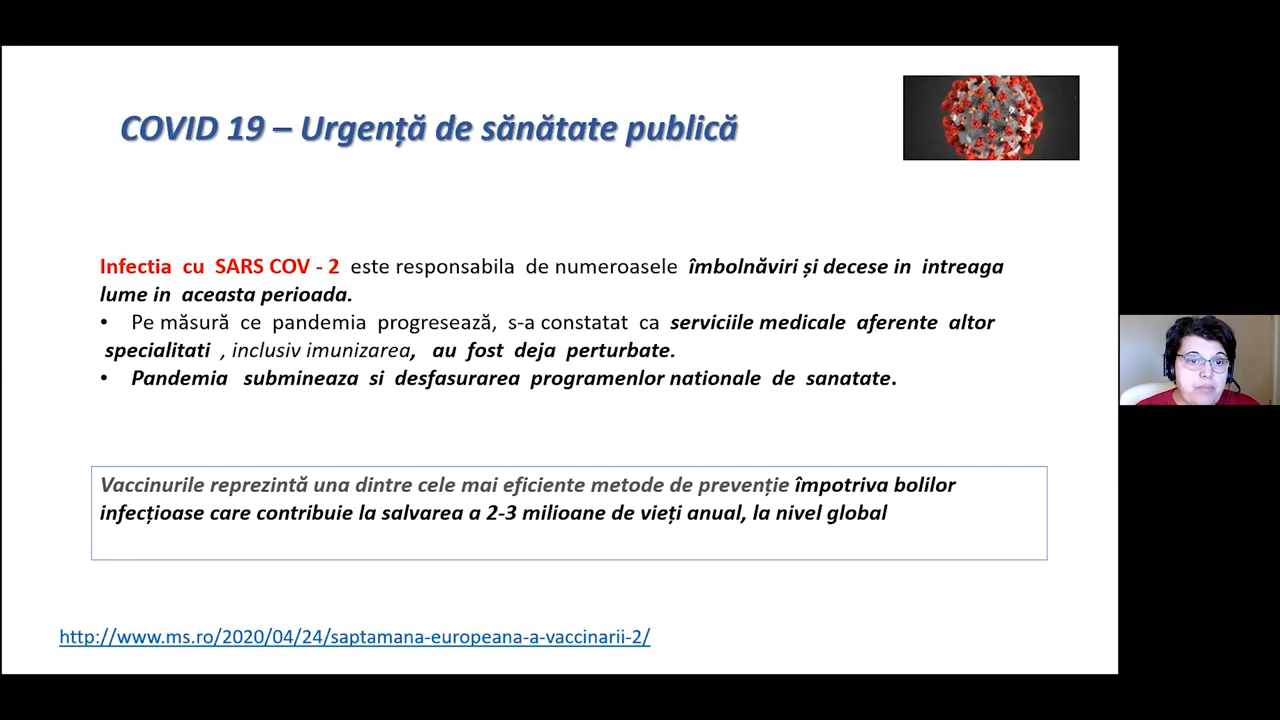 COVID 19 – Urgență de sănătate publică
Infectia cu SARS COV - 2 este responsabila de numeroasele îmbolnăviri și decese in intreaga
lume in aceasta perioada.
• Pe măsură ce pandemia progresează, s-a constatat ca serviciile medicale aferente altor
specialitati , inclusiv imunizarea, au fost deja perturbate.
• Pandemia submineaza si desfasurarea programenlor nationale de sanatate.
Vaccinurile reprezintă una dintre cele mai eficiente metode de prevenție împotriva bolilor
infecțioase care contribuie la salvarea a 2-3 milioane de vieți anual, la nivel global
http://www.ms.ro/2020/04/24/saptamana-europeana-a-vaccinarii-2/